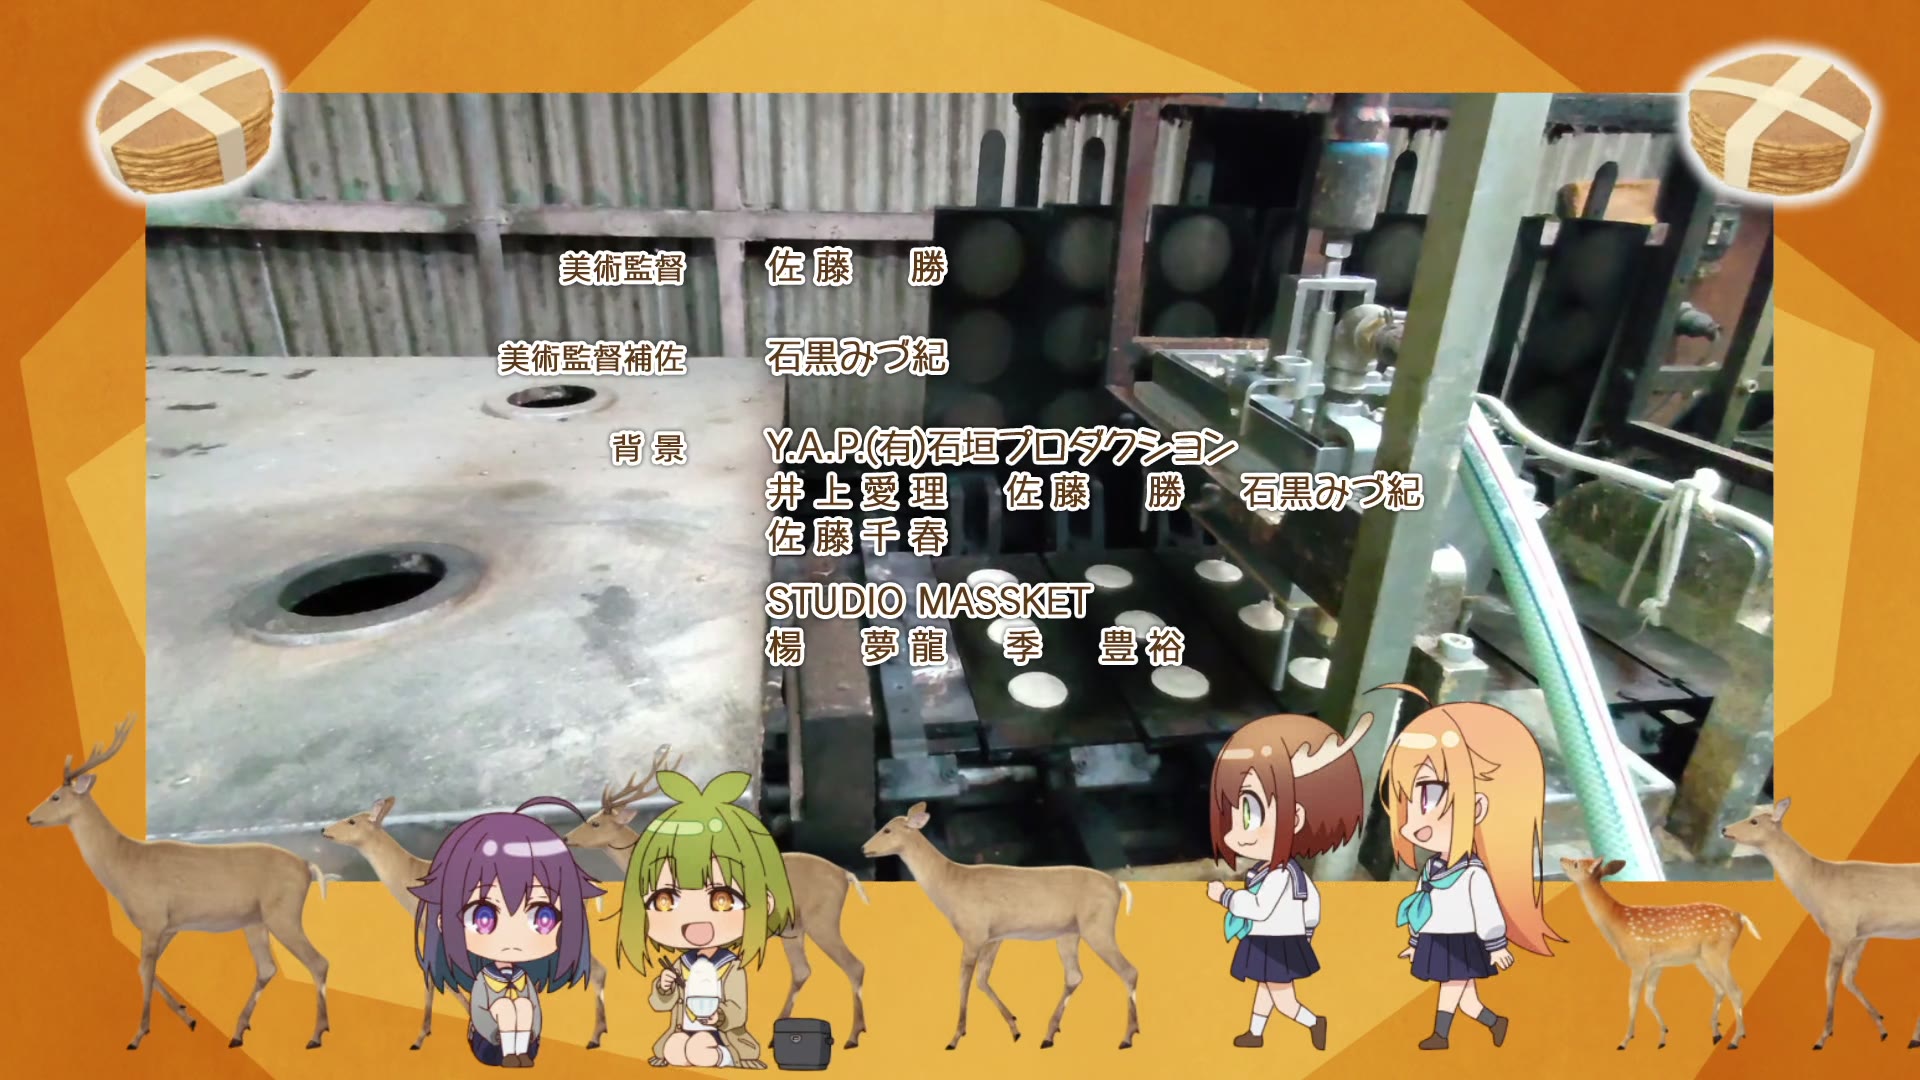 美術監督 佐藤 勝
美術監督補佐 石黒みづ紀
背景 Y.A.P.(有)石垣プロダクション
井上愛理 佐藤 勝 石黒みづ紀
佐藤千春
STUDIO MASSKET
楊 夢龍 季 豊裕